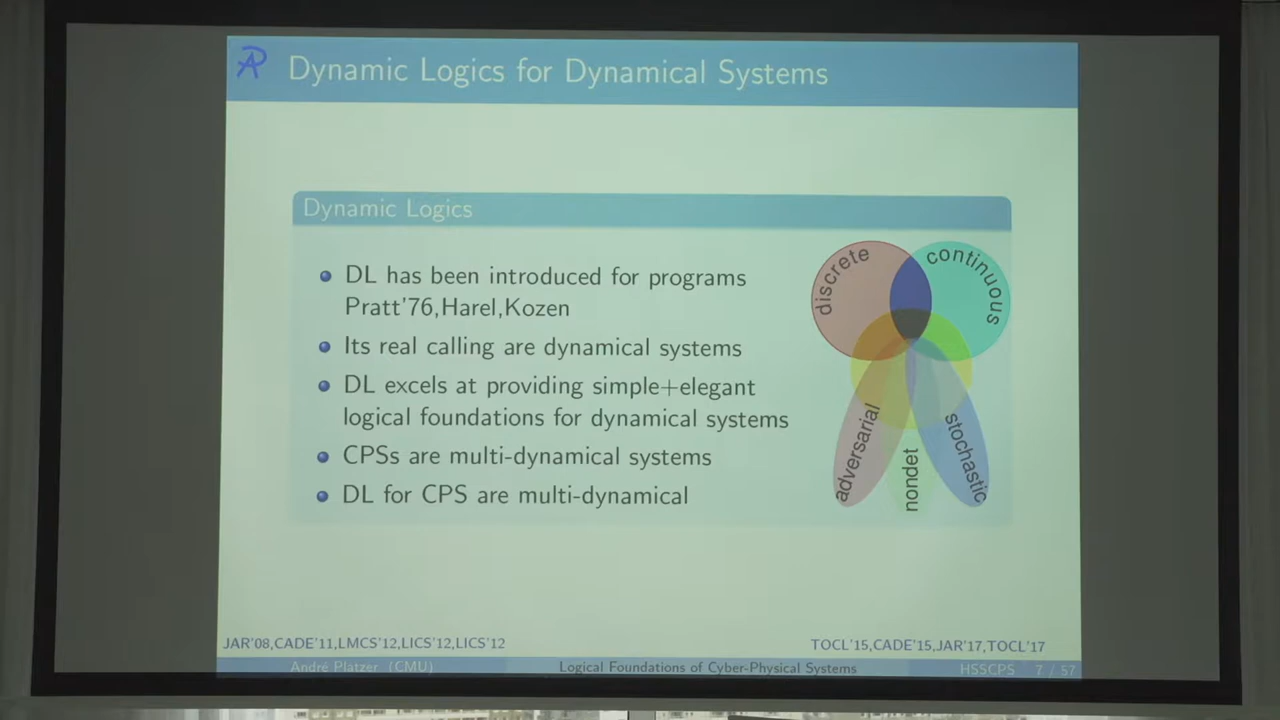 Dynamic Logics for Dynamical Systems
Dynamic Logics
DL has been introduced for programs
Pratt'76,Harel,Kozen
Its real calling are dynamical systems
DL excels at providing simple+elegant
logical foundations for dynamical systems
CPSs are multi-dynamical systems
DL for CPS are multi-dynamical
discrete
continuous
adversarial
nondet
stochastic
JAR'08,CADE'11,LMCS'12,LICS'12,LICS'12
TOCL'15,CADE'15,JAR'17,TOCL'17
André Platzer (CMU)
Logical Foundations of Cyber-Physical Systems
HSSCPS
7 / 57